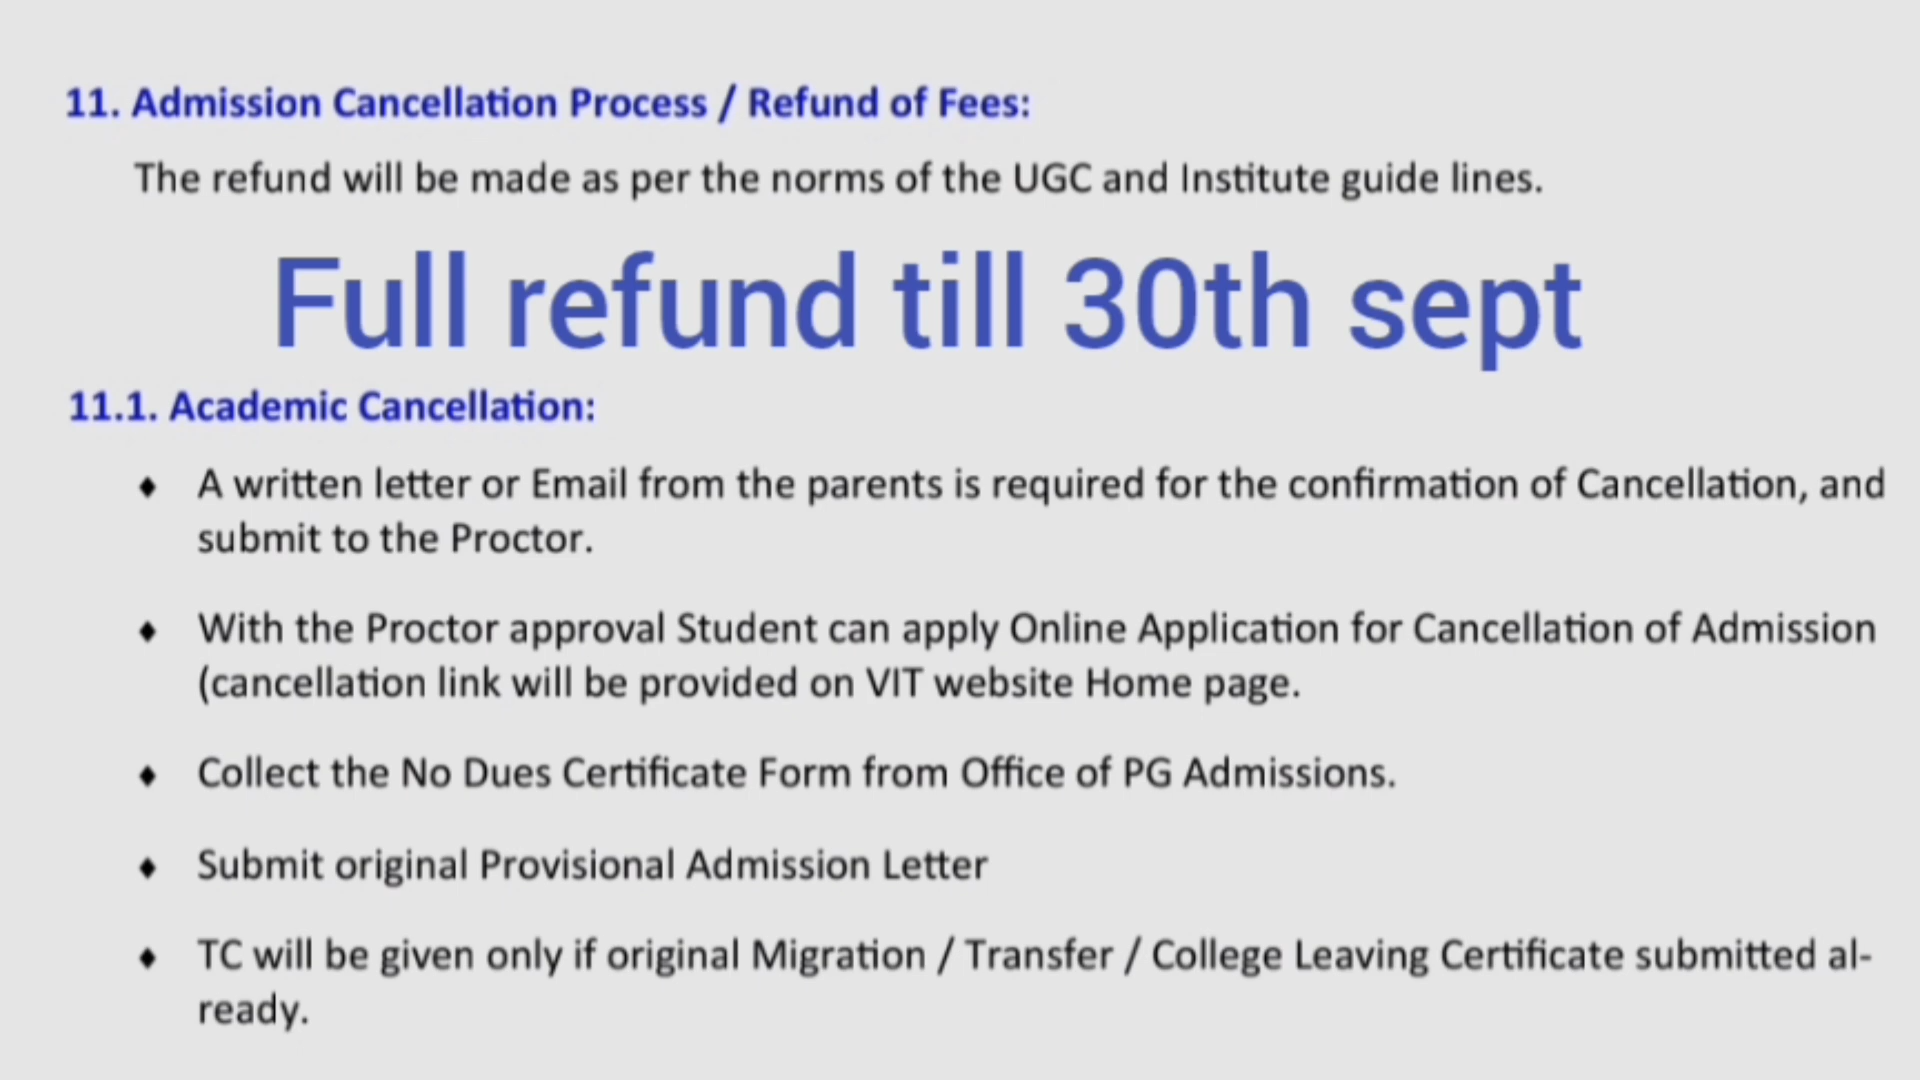 11. Admission Cancellation Process / Refund of Fees:
The refund will be made as per the norms of the UGC and Institute guide lines.
Full refund till 30th sept
11.1. Academic Cancellation:
♦ A written letter or Email from the parents is required for the confirmation of Cancellation, and
submit to the Proctor.
♦ With the Proctor approval Student can apply Online Application for Cancellation of Admission
(cancellation link will be provided on VIT website Home page.
♦ Collect the No Dues Certificate Form from Office of PG Admissions.
♦ Submit original Provisional Admission Letter
♦ TC will be given only if original Migration / Transfer / College Leaving Certificate submitted al-
ready.